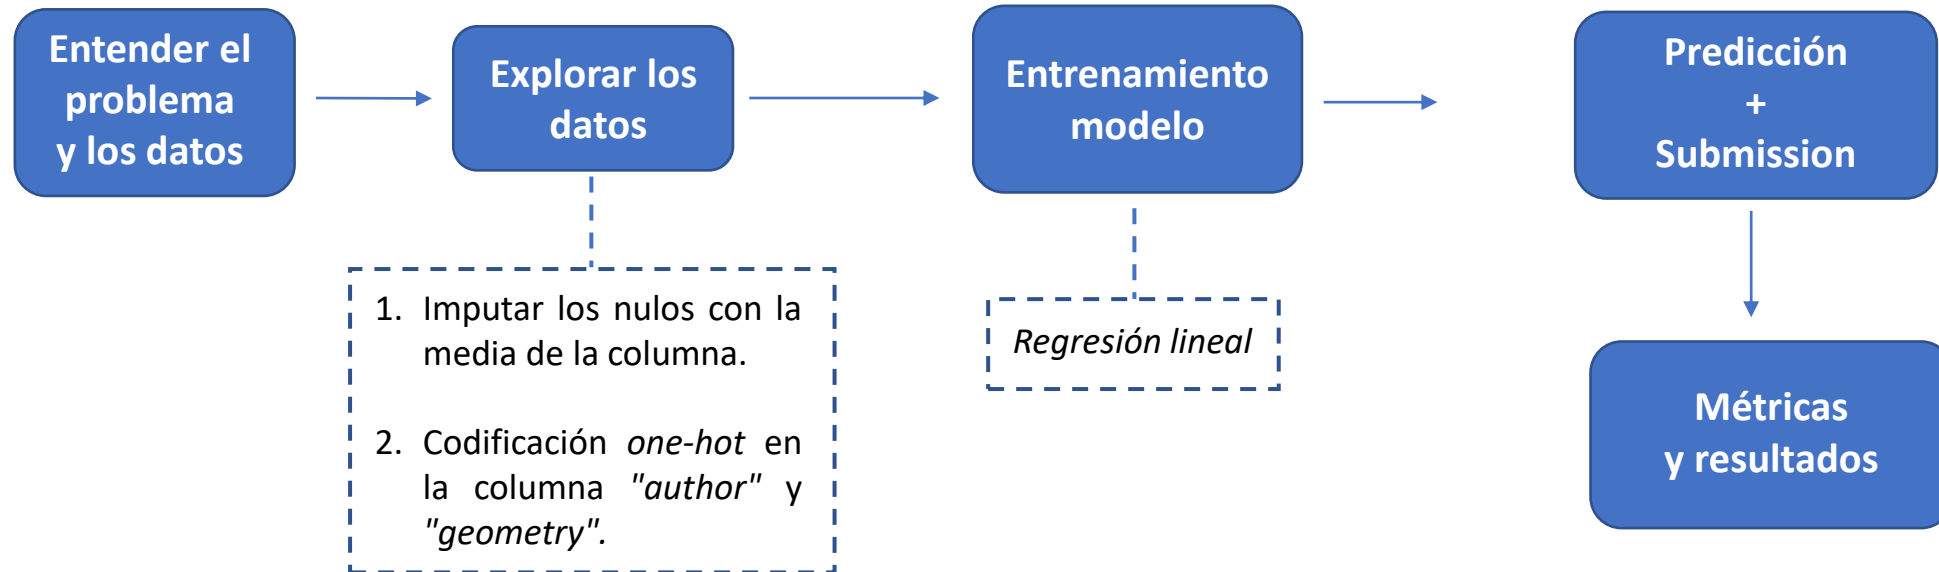 Entender el
problema
y los datos
Explorar los
datos
Entrenamiento
modelo
Predicción
+
Submission
1. Imputar los nulos con la
media de la columna.
2. Codificación one-hot en
la columna "author" y
"geometry".
Regresión lineal
Métricas
y resultados